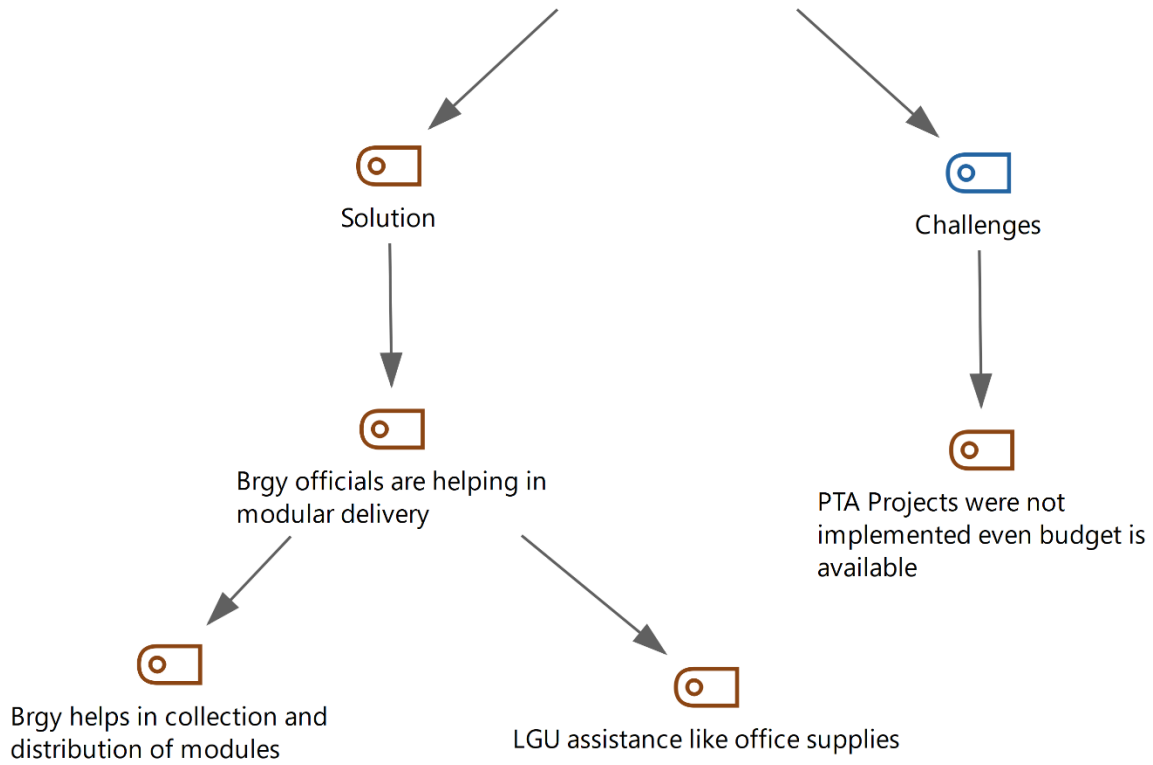 Solution
Challenges
Brgy officials are helping in
modular delivery
PTA Projects were not
implemented even budget is
available
Brgy helps in collection and
distribution of modules
LGU assistance like office supplies